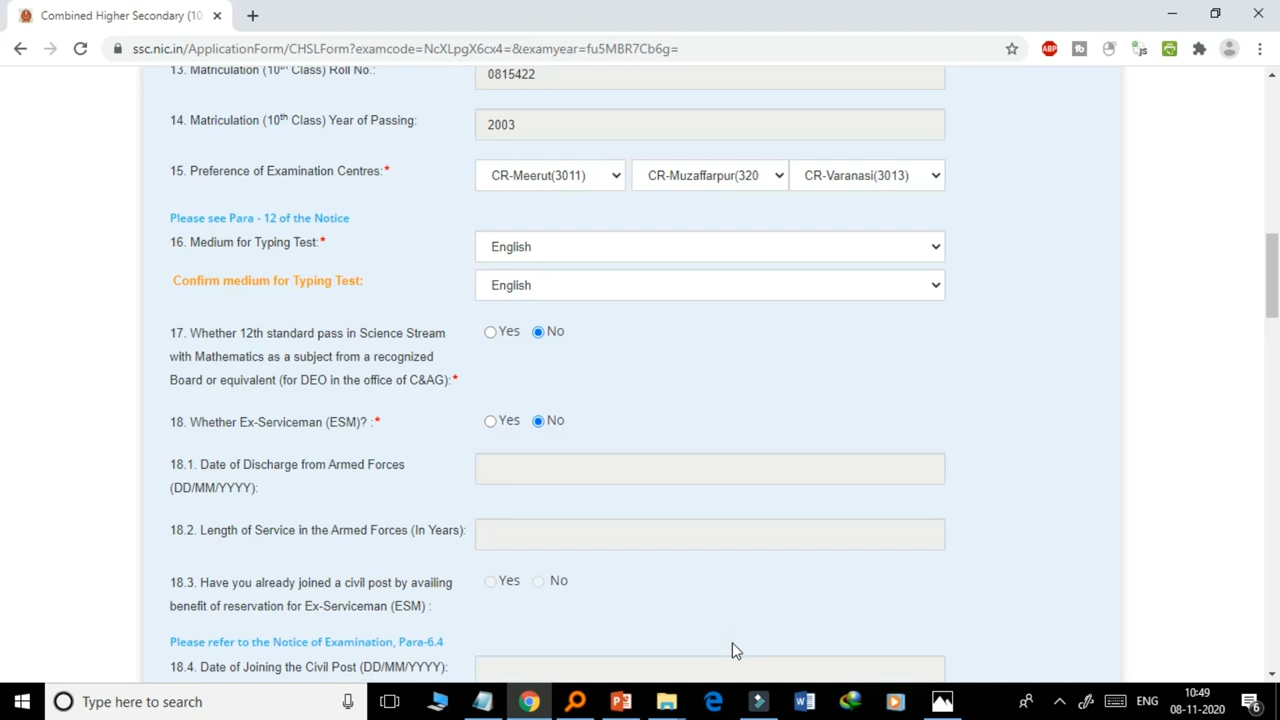 Combined Higher Secondary (10
ssc.nic.in/ApplicationForm/CHSLForm?examcode=NcXLpgX6cx4=&examyear=fu5MBR7Cb6g=
ABP
JS
13. Matriculation (10th Class) Roll No.:
0815422
14. Matriculation (10th Class) Year of Passing:
2003
15. Preference of Examination Centres:*
CR-Meerut(3011) CR-Muzaffarpur(320 CR-Varanasi(3013)
Please see Para - 12 of the Notice
16. Medium for Typing Test:*
English
Confirm medium for Typing Test:
English
17. Whether 12th standard pass in Science Stream
with Mathematics as a subject from a recognized
Board or equivalent (for DEO in the office of C&AG):*
Yes No
18. Whether Ex-Serviceman (ESM)? :*
Yes No
18.1. Date of Discharge from Armed Forces
(DD/MM/YYYY):
18.2. Length of Service in the Armed Forces (In Years):
18.3. Have you already joined a civil post by availing
benefit of reservation for Ex-Serviceman (ESM) :
Yes No
Please refer to the Notice of Examination, Para-6.4
18.4. Date of Joining the Civil Post (DD/MM/YYYY):
Type here to search
ENG
10:49
08-11-2020
6